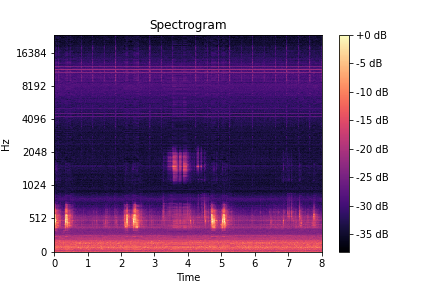 Spectrogram
16384
8192
4096
2048
1024
512
0
Hz
0 1 2 3 4 5 6 7 8
Time
+0 dB
-5 dB
-10 dB
-15 dB
-20 dB
-25 dB
-30 dB
-35 dB